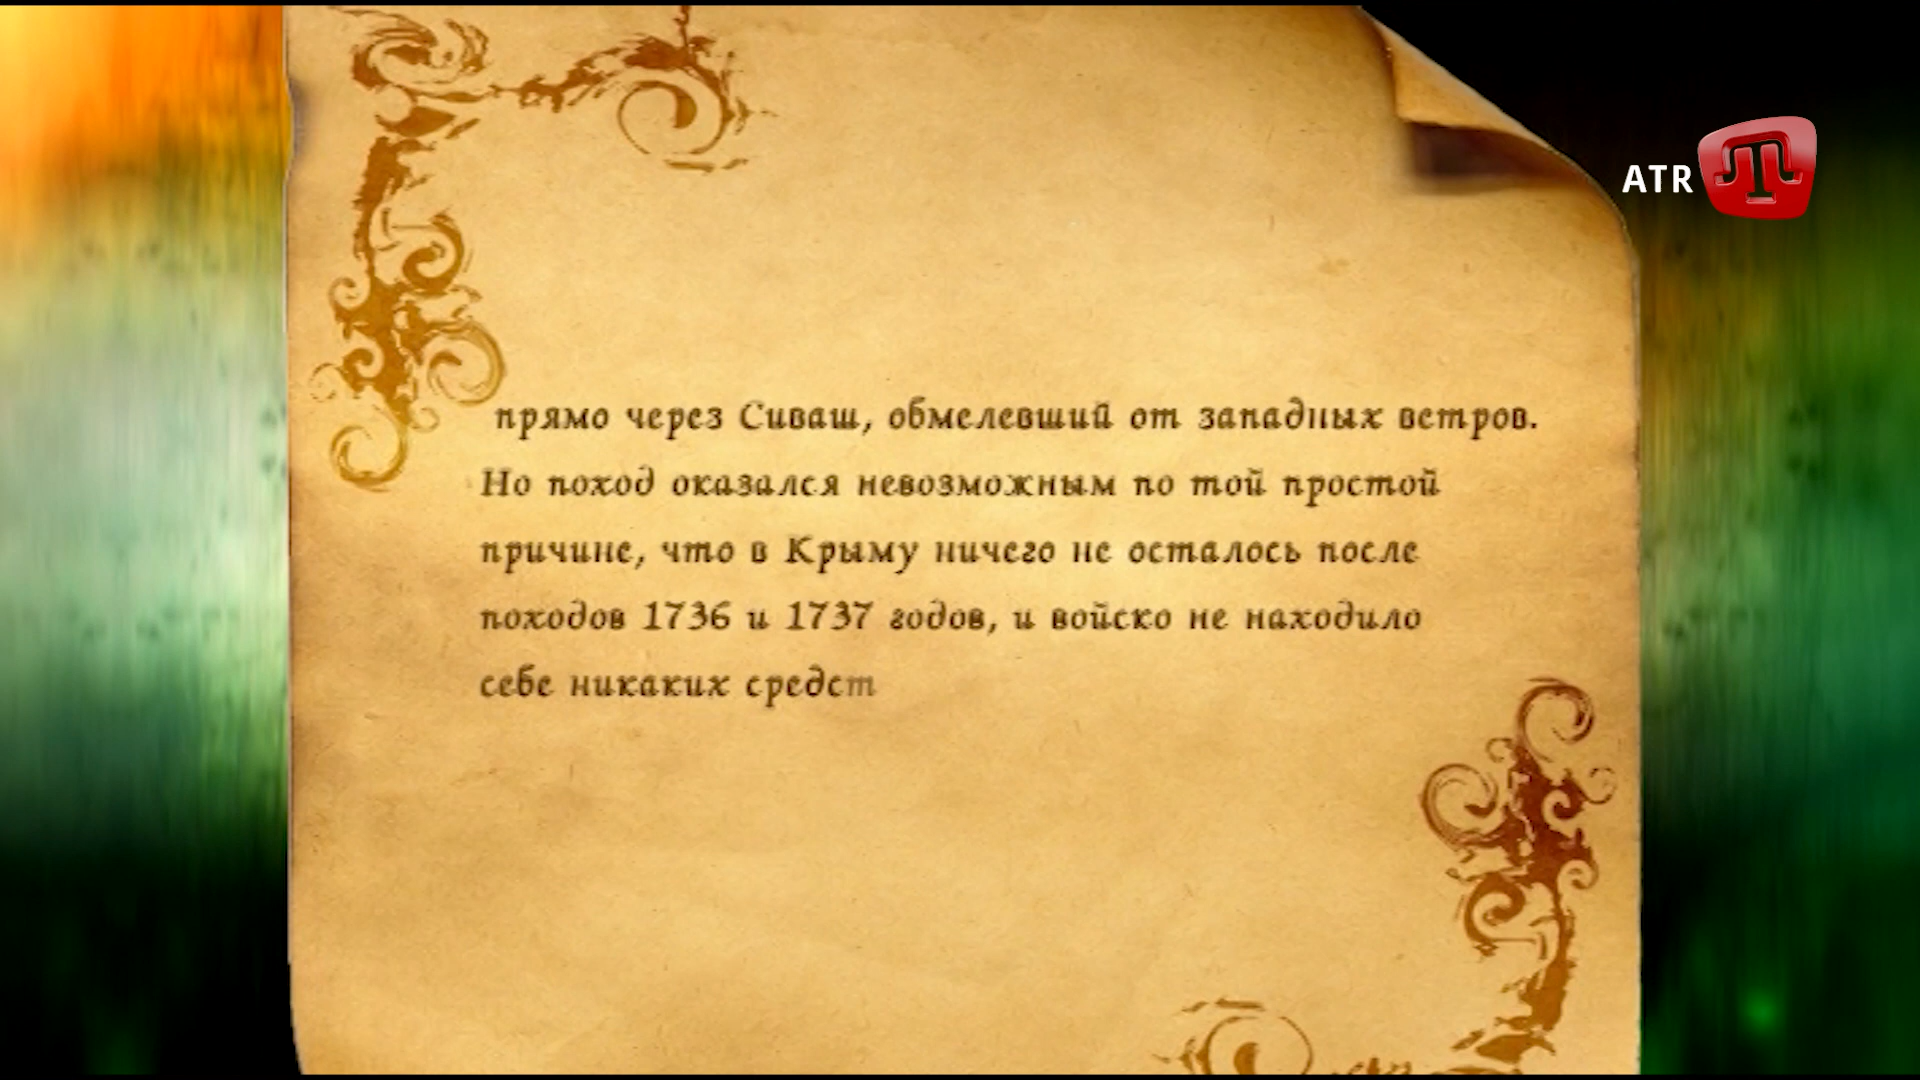 ATR
прямо через Сиваш, обмелевший от западных ветров.
Но поход оказался невозможным по той простой
причине, что в Крыму ничего не осталось после
походов 1736 и 1737 годов, и войско не находило
себе никаких средст